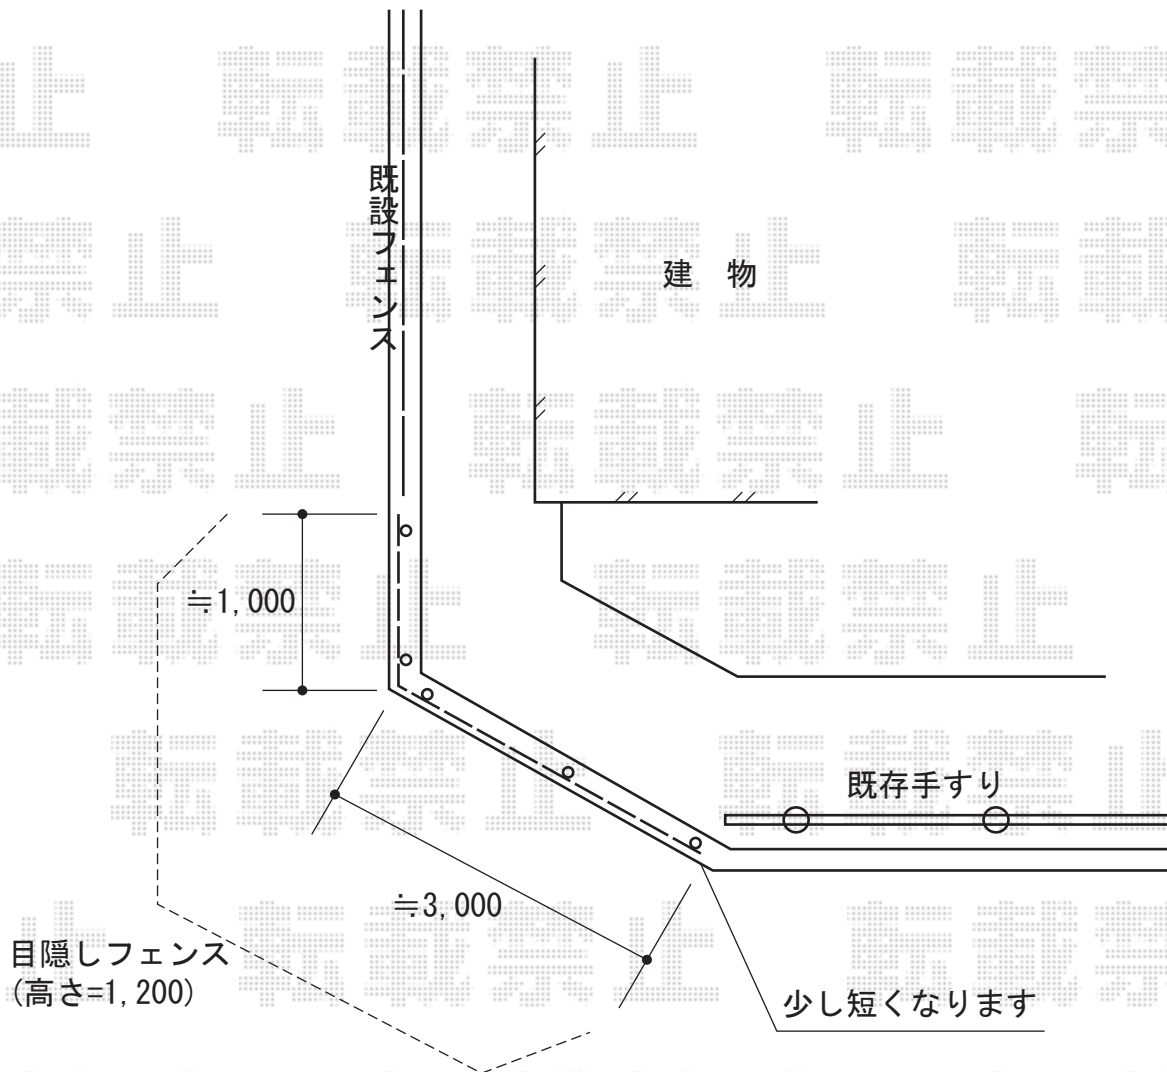 転載禁止
既設フェンス
建 物
≒1,000
既存手すり
≒3,000
目隠しフェンス
(高さ=1,200)
少し短くなります